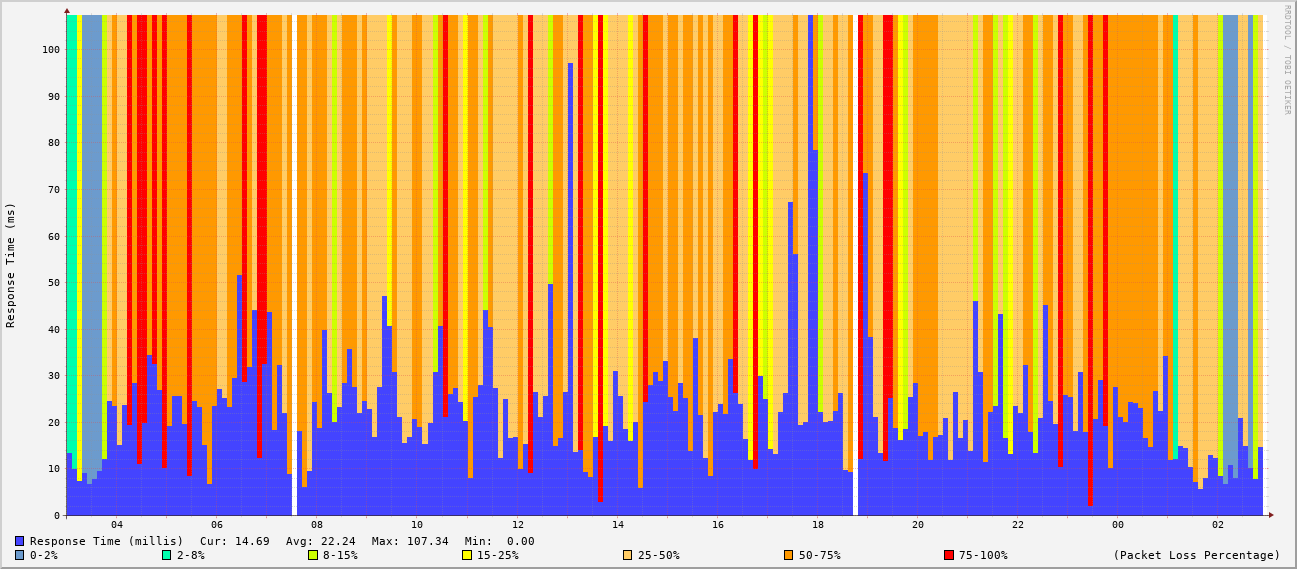 RRDTOOL / TOBI OETIKER
Response Time (ms)
100
90
80
70
60
50
40
30
20
10
0
04 06 08 10 12 14 16 18 20 22 00 02
Response Time (millis) Cur: 14.69 Avg: 22.24 Max: 107.34 Min: 0.00
0-2% 2-8% 8-15% 15-25% 25-50% 50-75% 75-100% (Packet Loss Percentage)